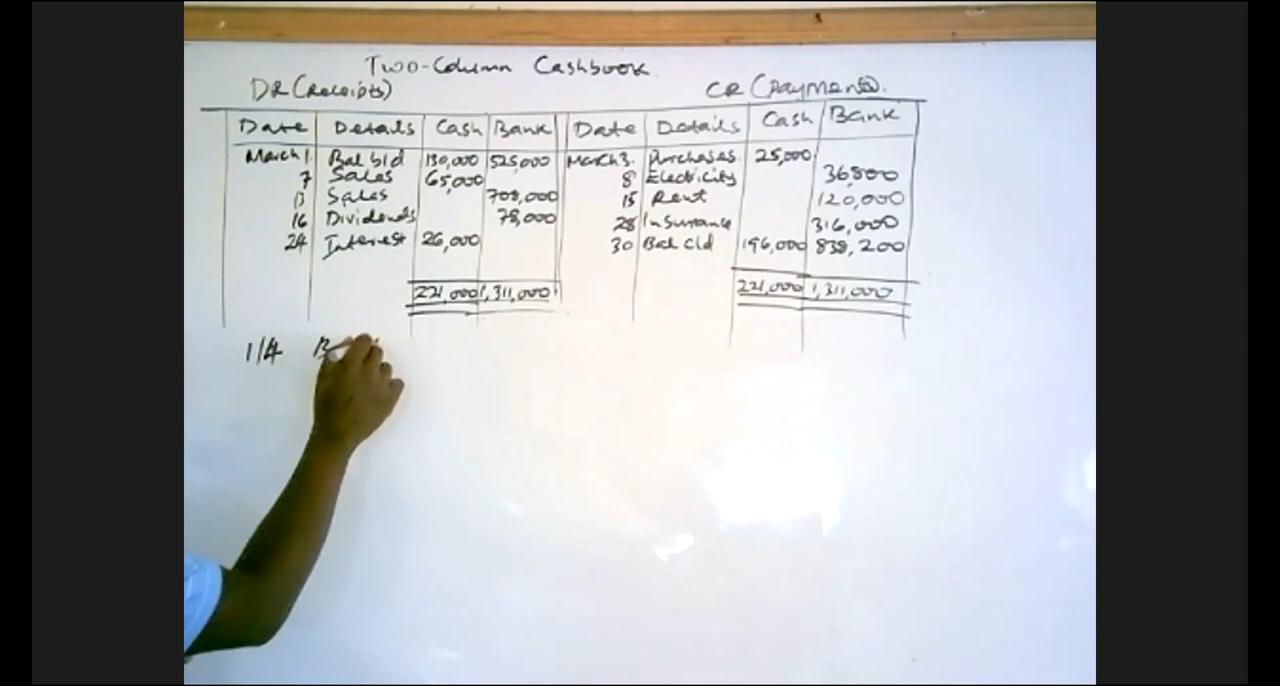 Two-Column Cashbook.
DR (Receipts) CR (Payments).
Date Details Cash Bank Date Details Cash Bank
March 1. Bal b/d 130,000 525,000 March 3. Purchases. 25,000
7 Sales 65,000 8 Electricity 36,800
13 Sales 708,000 15 Rent 120,000
16 Dividends 78,000 28 Insurance 316,000
24 Interest 26,000 30 Bal c/d 196,000 838,200
221,000 1,311,000 221,000 1,311,000
1/4